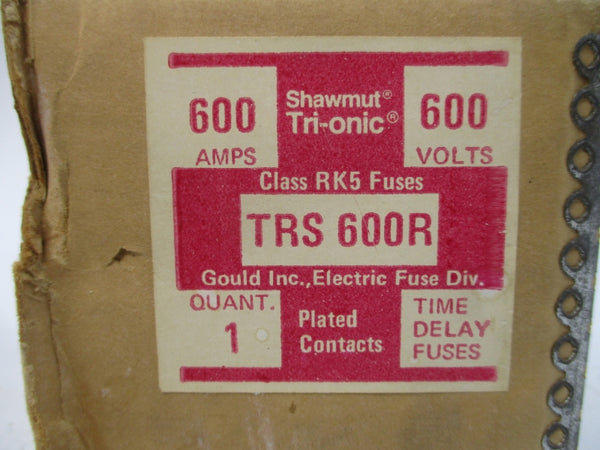 600 AMPS
Shawmut® Tri-onic®
600 VOLTS
Class RK5 Fuses
TRS 600R
Gould Inc., Electric Fuse Div.
QUANT. 1
Plated Contacts
TIME DELAY FUSES